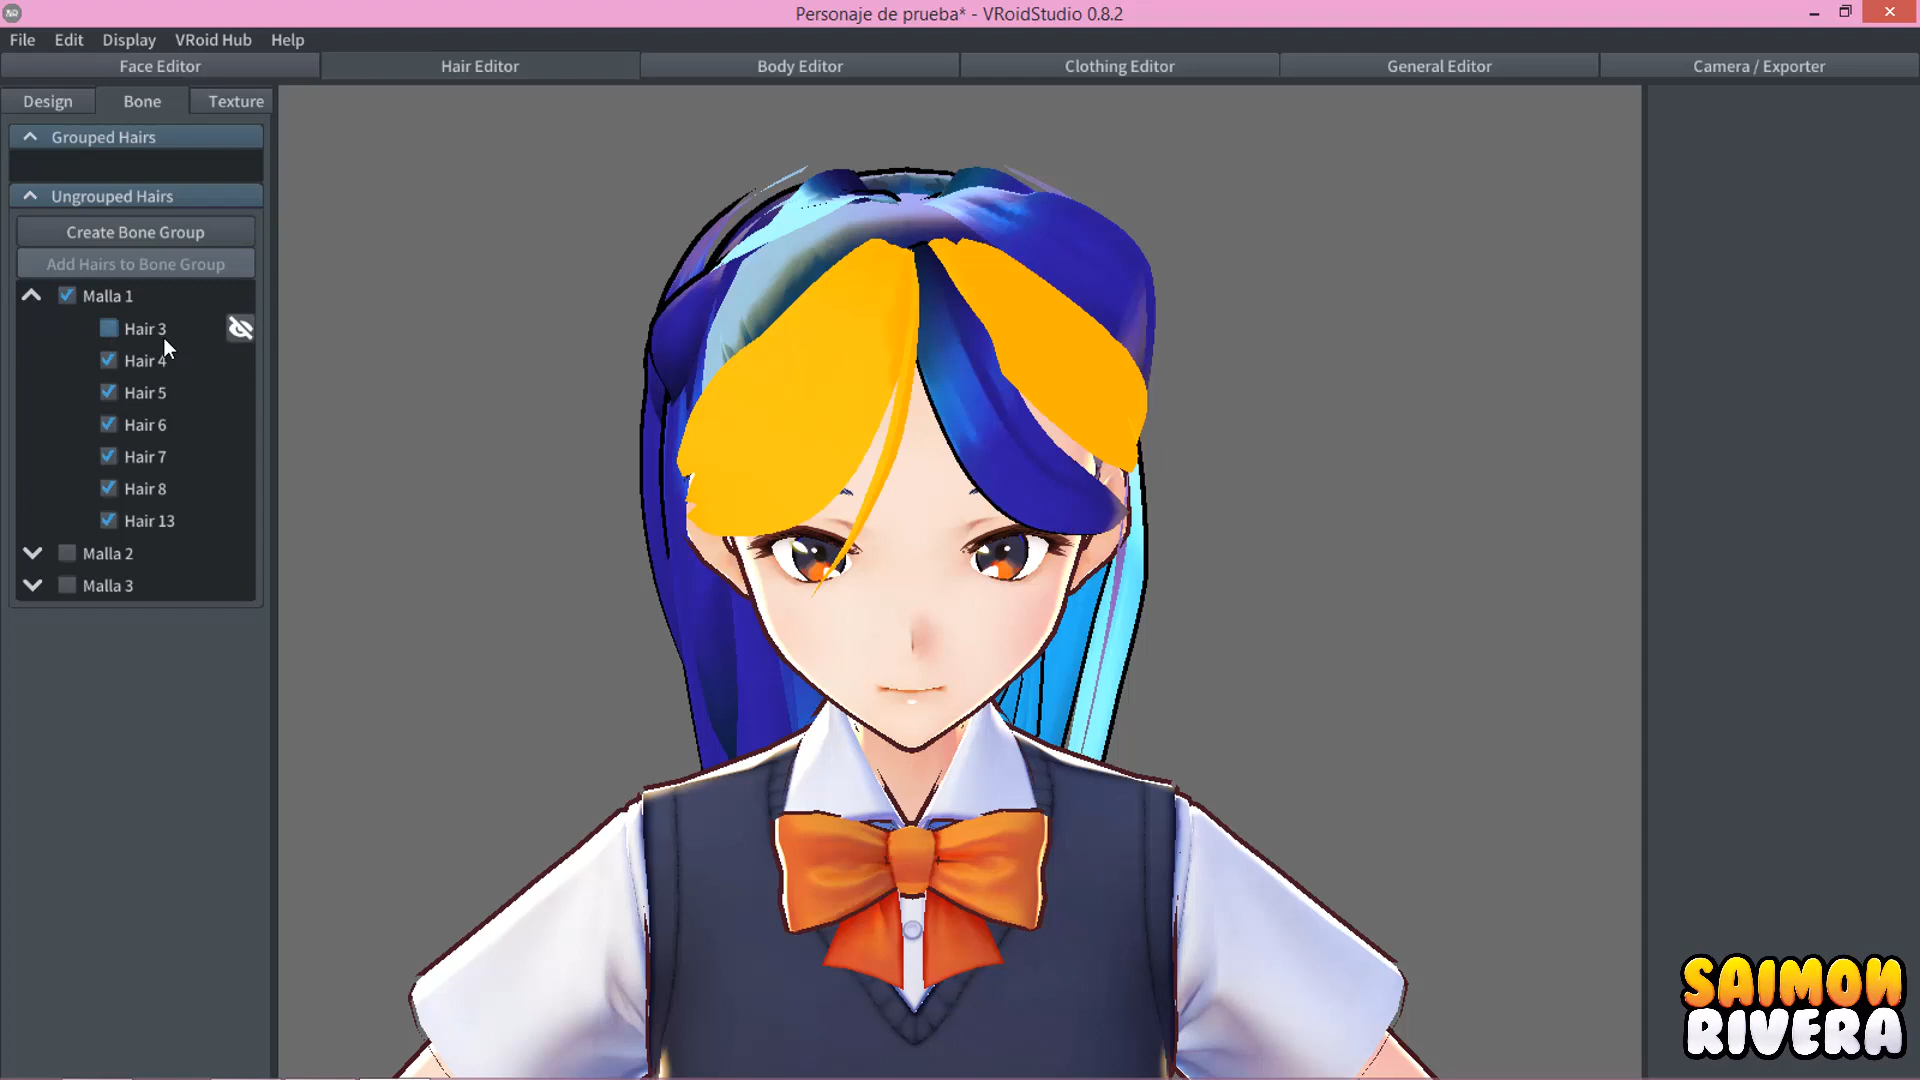 Personaje de prueba* - VRoidStudio 0.8.2
File Edit Display VRoid Hub Help
Face Editor Hair Editor Body Editor Clothing Editor General Editor Camera / Exporter
Design Bone Texture
Grouped Hairs
Ungrouped Hairs
Create Bone Group
Add Hairs to Bone Group
Malla 1
Hair 3
Hair 4
Hair 5
Hair 6
Hair 7
Hair 8
Hair 13
Malla 2
Malla 3
SAIMON
RIVERA